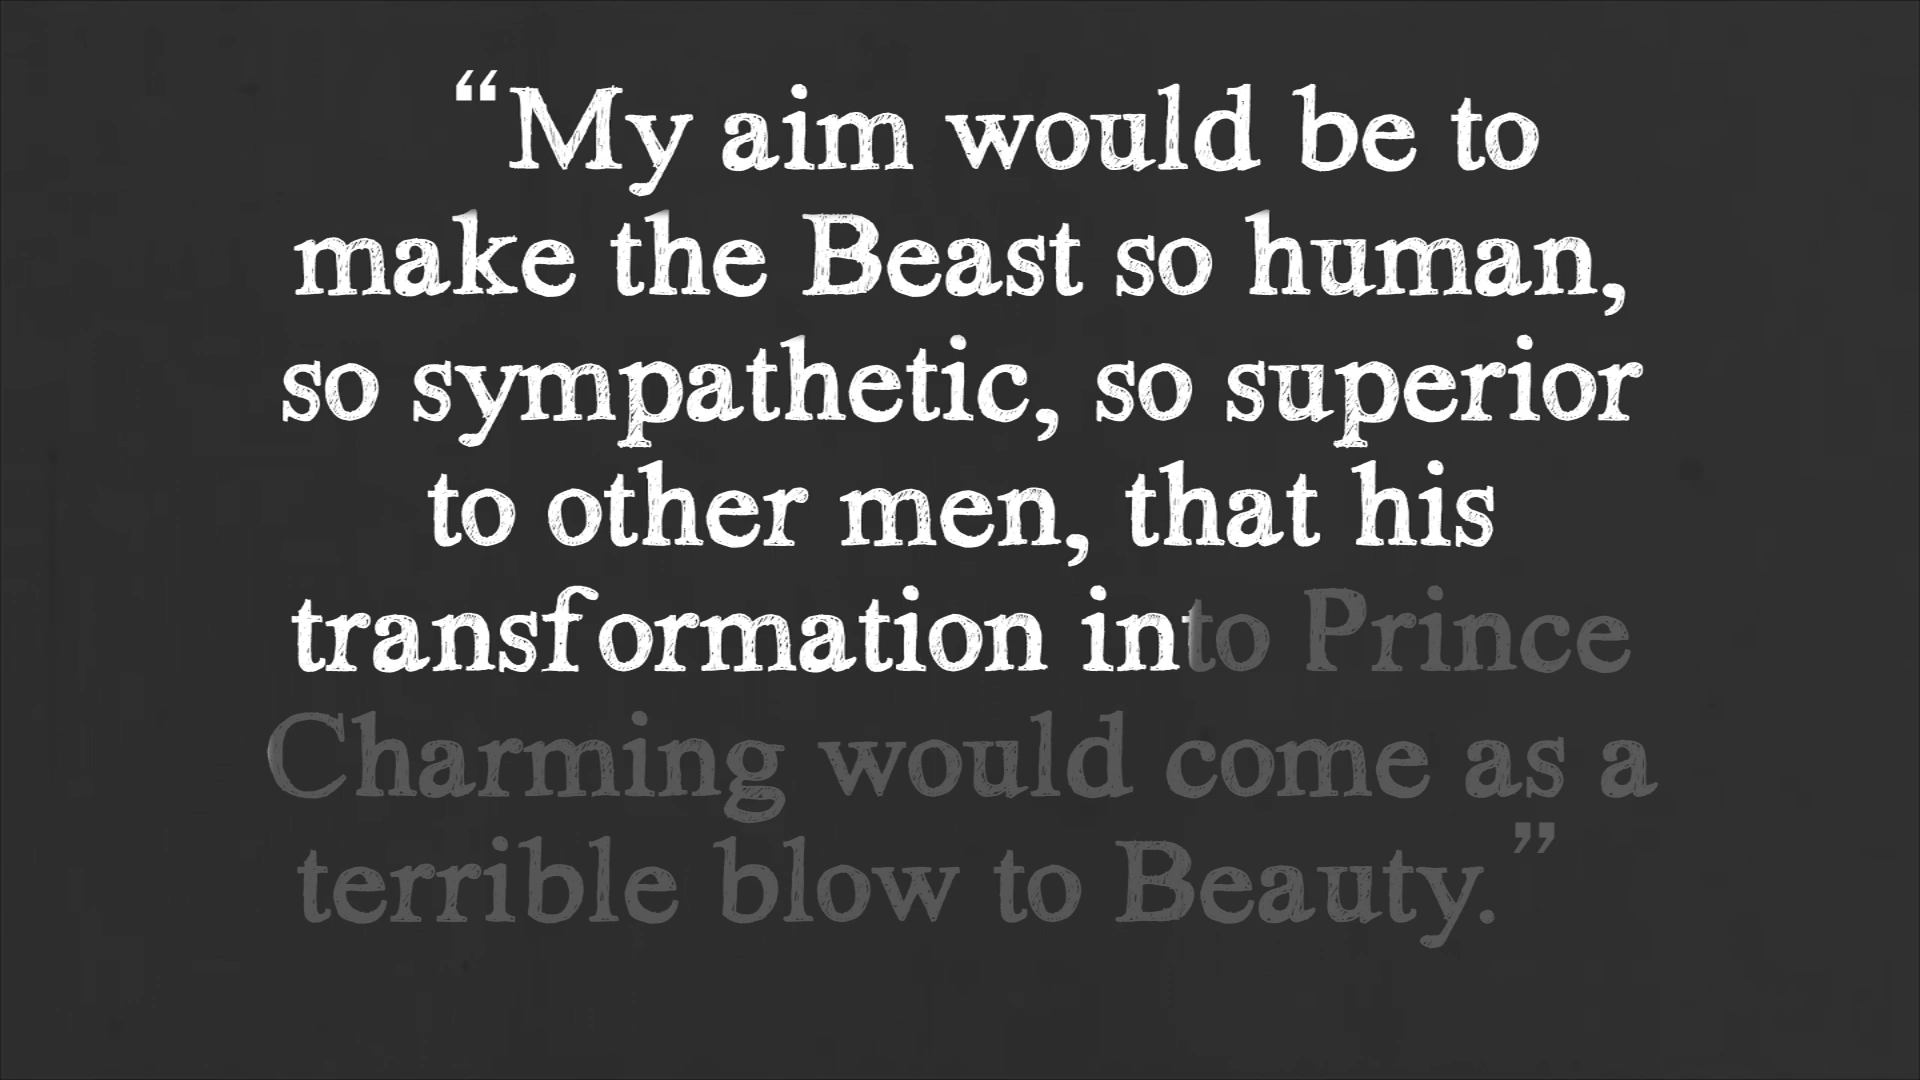 “My aim would be to
make the Beast so human,
so sympathetic, so superior
to other men, that his
transformation into Prince
Charming would come as a
terrible blow to Beauty.”